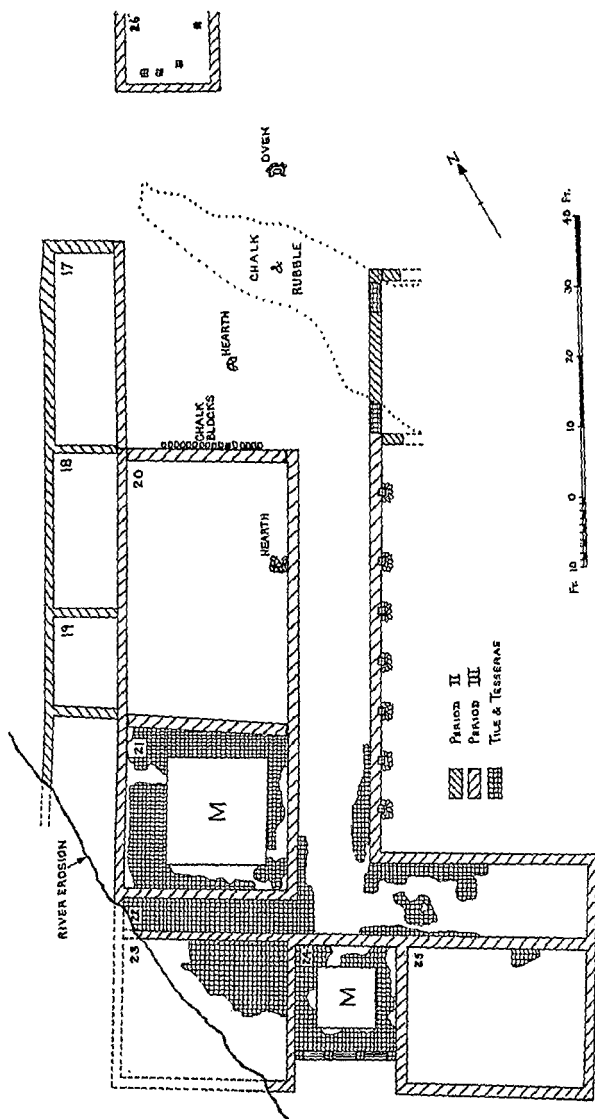 26
OVEN
Z
CHALK
&
RUBBLE
HEARTH
CHALK
BLOCKS
17
18
19
20
HEARTH
21
M
22
23
24
M
25
RIVER EROSION
PERIOD II
PERIOD III
TILE & TESSERAE
Ft. 10 0 10 20 30 40 Ft.